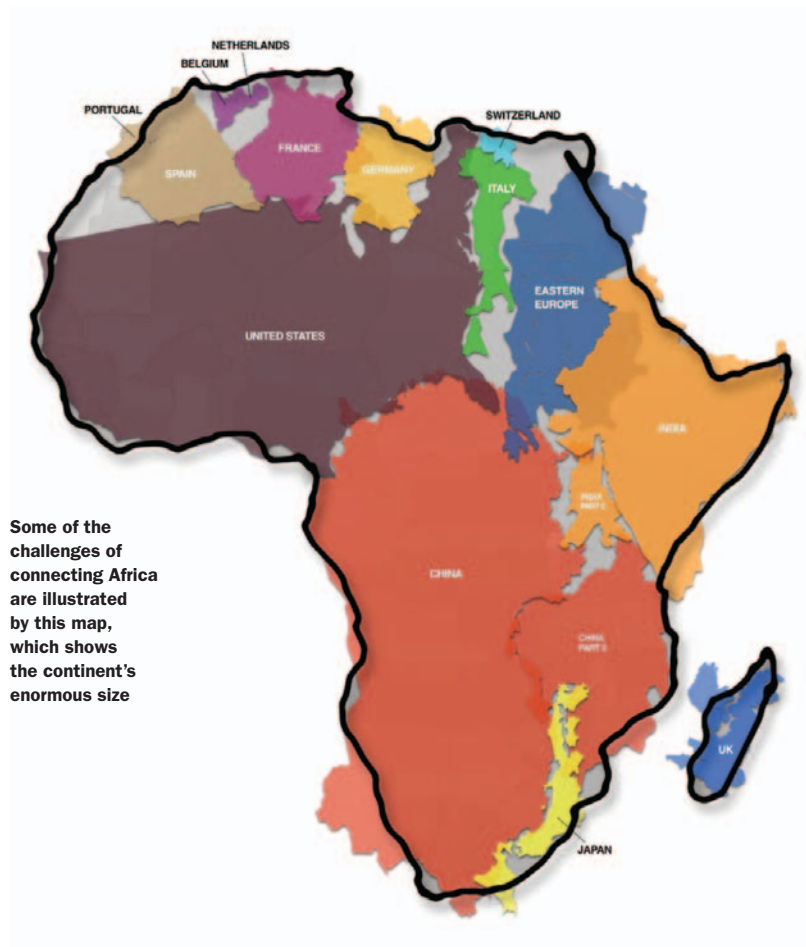 NETHERLANDS
BELGIUM
PORTUGAL
SWITZERLAND
FRANCE
GERMANY
SPAIN
ITALY
EASTERN
EUROPE
UNITED STATES
INDIA
INDIA
PART II
Some of the
challenges of
connecting Africa
are illustrated
by this map,
which shows
the continent's
enormous size
CHINA
CHINA
PART II
UK
JAPAN